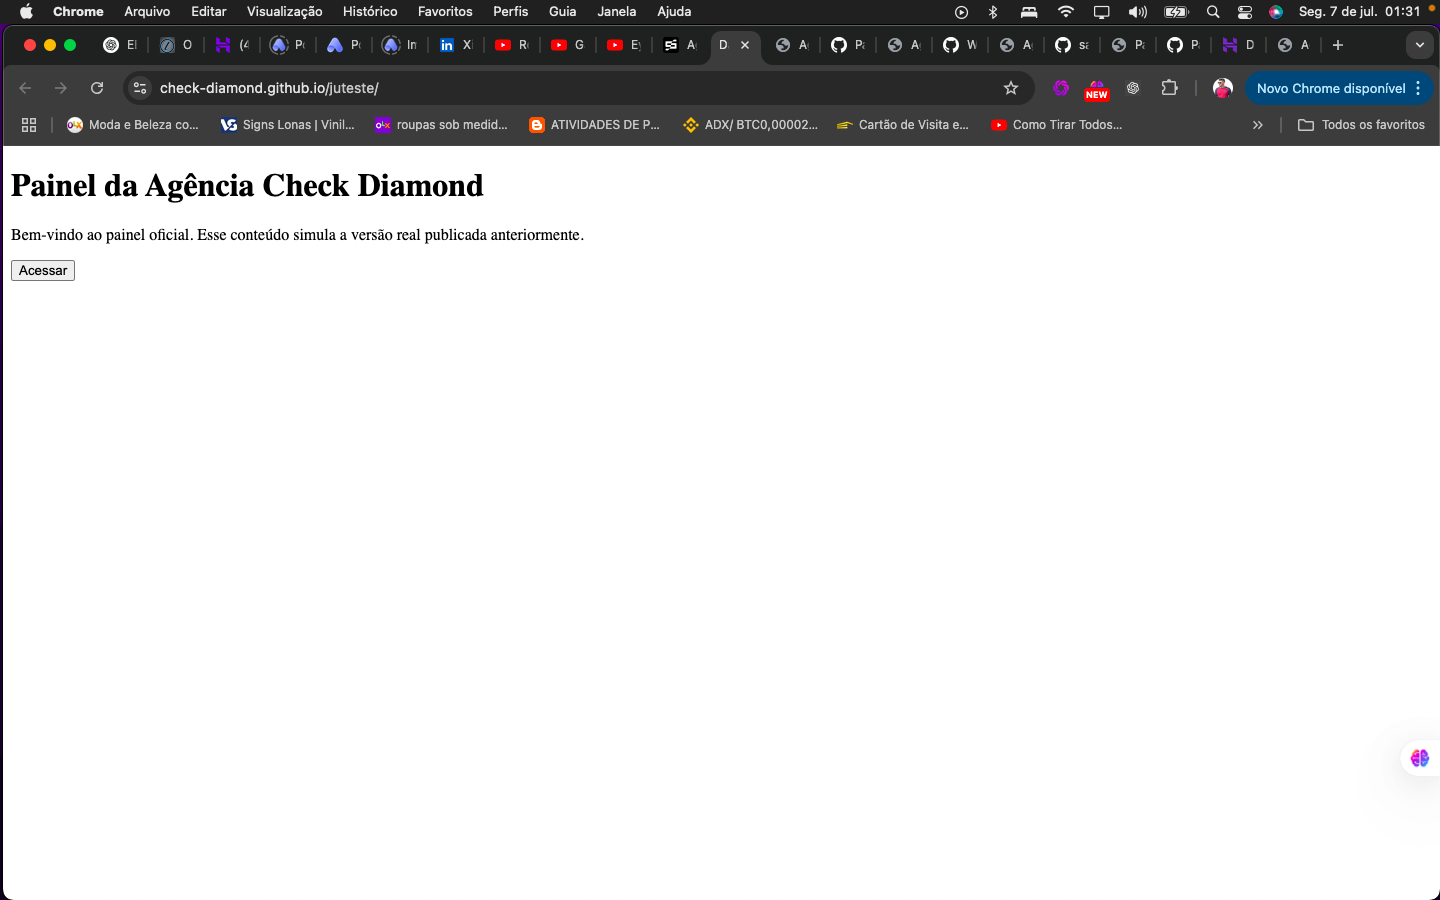 Chrome Arquivo Editar Visualização Histórico Favoritos Perfis Guia Janela Ajuda Seg. 7 de jul. 01:31
check-diamond.github.io/juteste/ NEW Novo Chrome disponível
Moda e Beleza co... Signs Lonas | Vinil... roupas sob medid... ATIVIDADES DE P... ADX/ BTC0,00002... Cartão de Visita e... Como Tirar Todos... Todos os favoritos
Painel da Agência Check Diamond
Bem-vindo ao painel oficial. Esse conteúdo simula a versão real publicada anteriormente.
Acessar